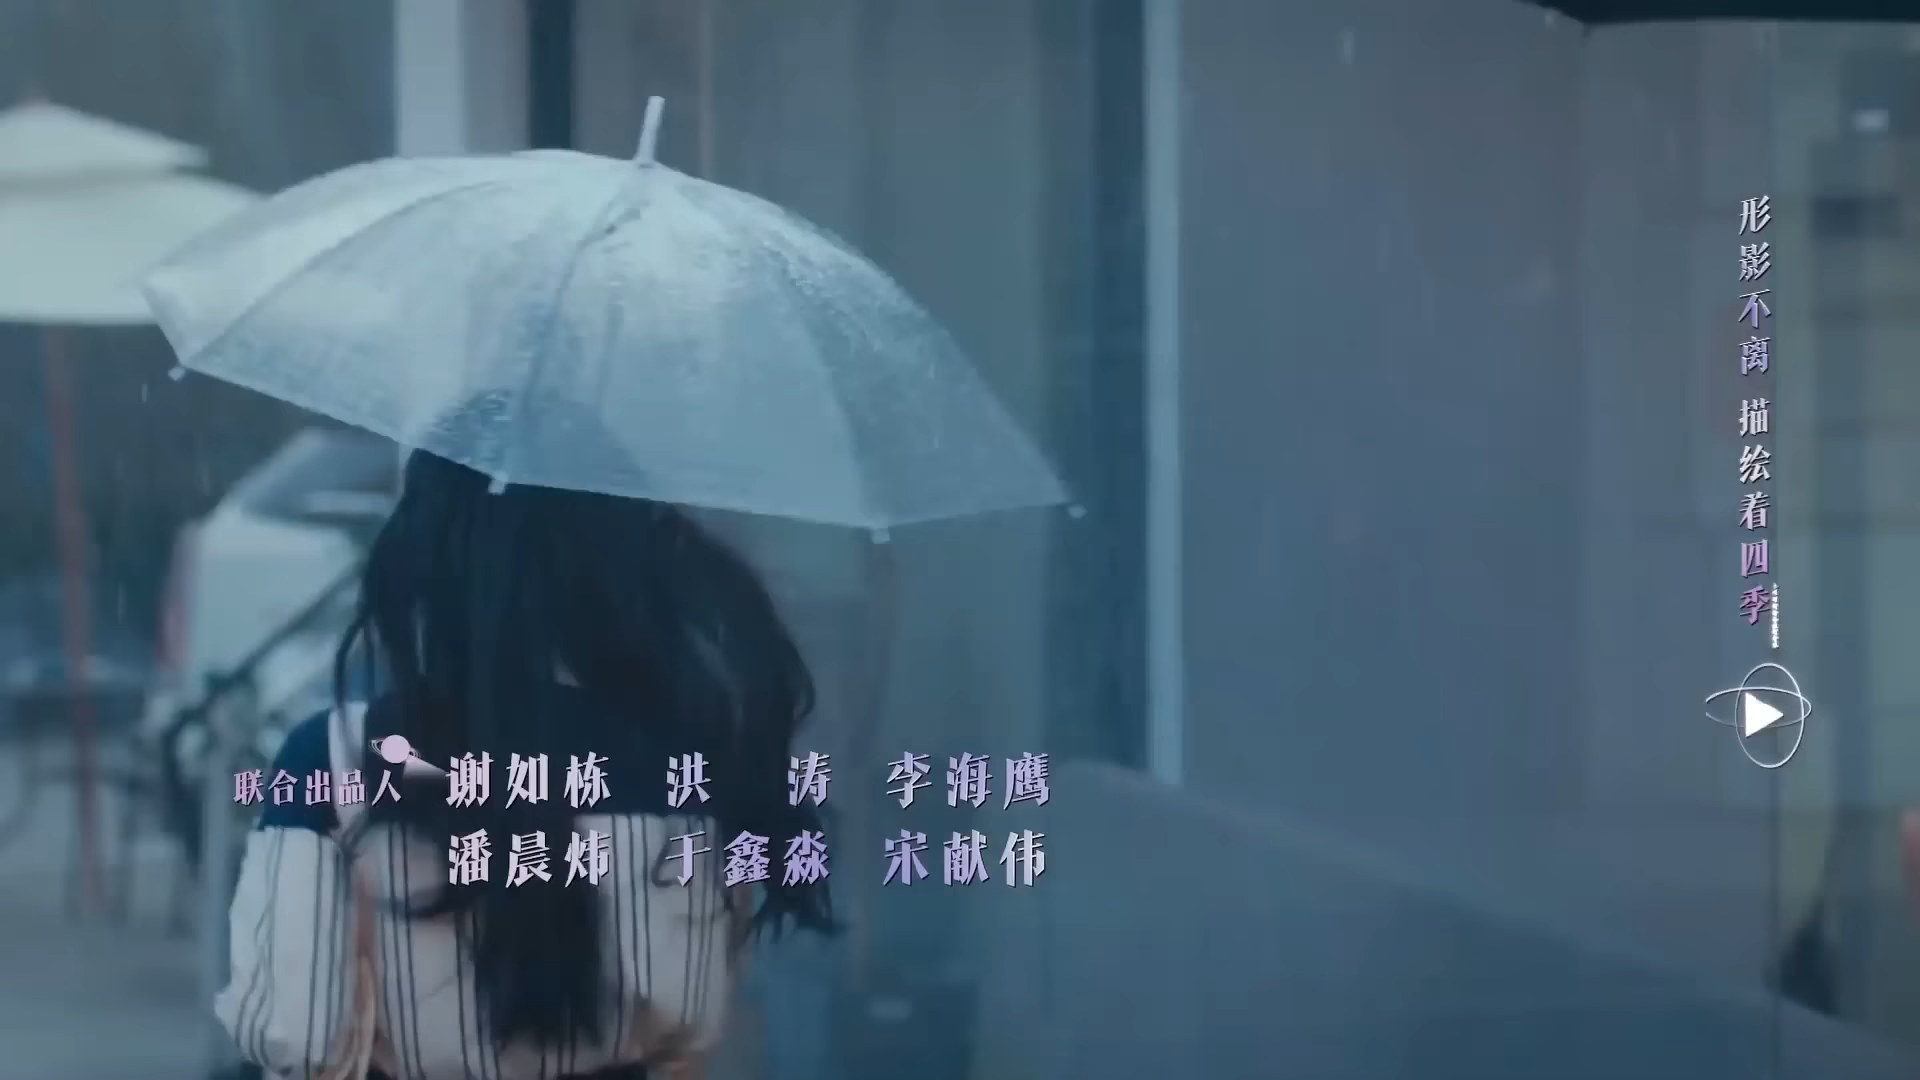 形影不离 描绘着四季
联合出品人 谢如栋 洪涛 李海鹰
潘晨炜 于鑫淼 宋献伟